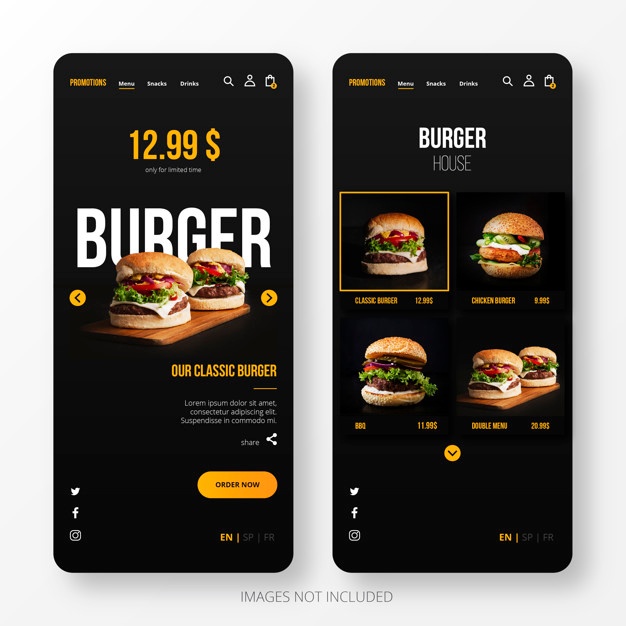 PROMOTIONS Menu Snacks Drinks
12.99 $
only for limited time
BURGER
OUR CLASSIC BURGER
Lorem ipsum dolor sit amet,
consectetur adipiscing elit.
Suspendisse in commodo mi.
share
ORDER NOW
EN | SP | FR
PROMOTIONS Menu Snacks Drinks
BURGER
HOUSE
CLASSIC BURGER 12.99$
CHICKEN BURGER 9.99$
BBQ 11.99$
DOUBLE MENU 20.99$
EN | SP | FR
IMAGES NOT INCLUDED